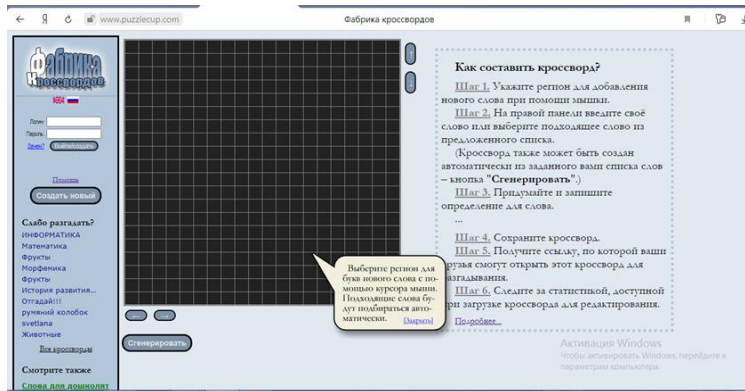 www.puzzlecup.com
Фабрика кроссвордов
Фабрика
Кроссвордов
Логин:
Пароль:
Зачем?
Войти/создать
Помощь
Создать новый
Слабо разгадать?
ИНФОРМАТИКА
Математика
Фрукты
Морфемика
Фрукты
История развития...
Отгадай!!!
румяний колобок
svetlana
Животные
Все кроссворды
Смотрите также
Слова для дошколят
Сгенерировать
Выберите регион для
букв нового слова с по-
мощью курсора мыши.
Подходящие слова бу-
дут подбираться авто-
матически.
[Закрыть]
Как составить кроссворд?
Шаг 1. Укажите регион для добавления
нового слова при помощи мышки.
Шаг 2. На правой панели введите своё
слово или выберите подходящее слово из
предложенного списка.
(Кроссворд также может быть создан
автоматически из заданного вами списка слов
– кнопка "Сгенерировать".)
Шаг 3. Придумайте и запишите
определение для слова.
...
Шаг 4. Сохраните кроссворд.
Шаг 5. Получите ссылку, по которой ваши
друзья смогут открыть этот кроссворд для
разгадывания.
Шаг 6. Следите за статистикой, доступной
при загрузке кроссворда для редактирования.
Подробнее...
Активация Windows
Чтобы активировать Windows, перейдите к
параметрам компьютера.